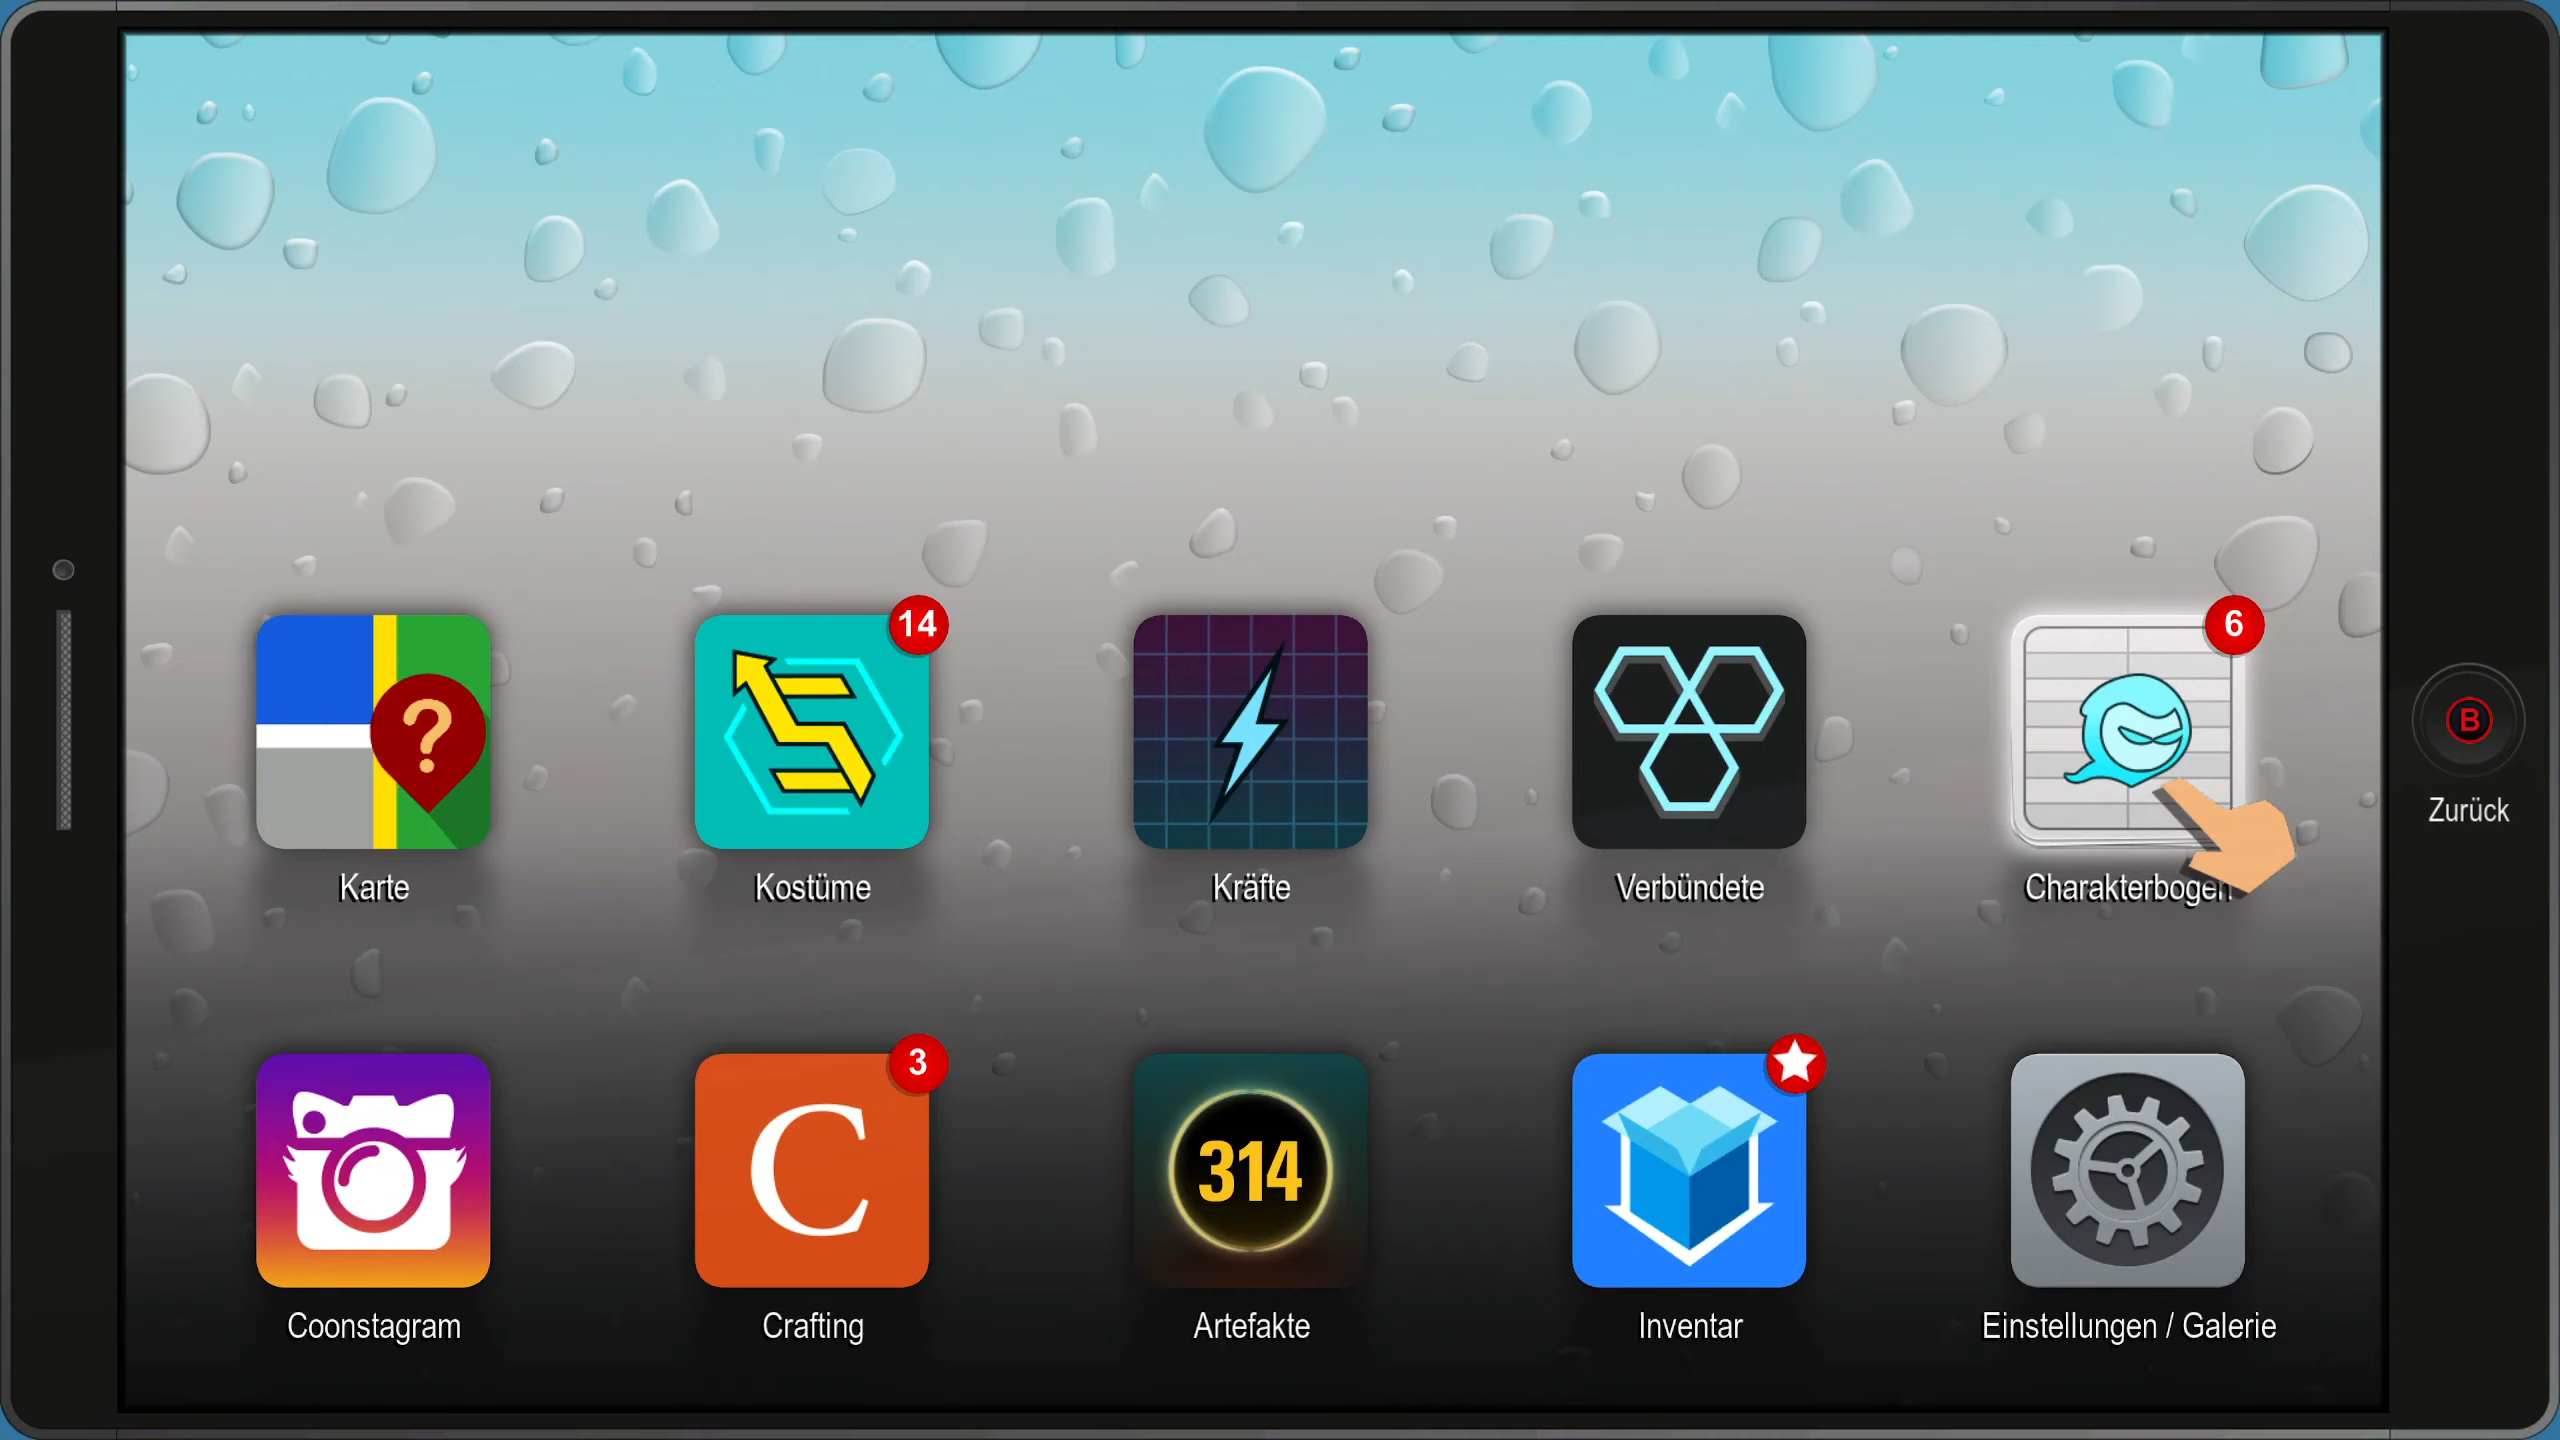 14
6
?
B
Zurück
Karte
Kostüme
Kräfte
Verbündete
Charakterbogen
3
C
314
Coonstagram
Crafting
Artefakte
Inventar
Einstellungen / Galerie